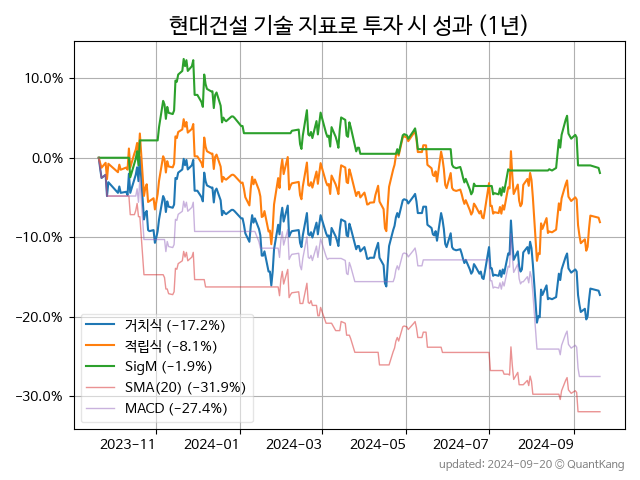 현대건설 기술 지표로 투자 시 성과 (1년)
10.0%
0.0%
−10.0%
−20.0%
−30.0%
거치식 (−17.2%)
적립식 (−8.1%)
SigM (−1.9%)
SMA(20) (−31.9%)
MACD (−27.4%)
2023−11 2024−01 2024−03 2024−05 2024−07 2024−09
updated: 2024−09−20 © QuantKang